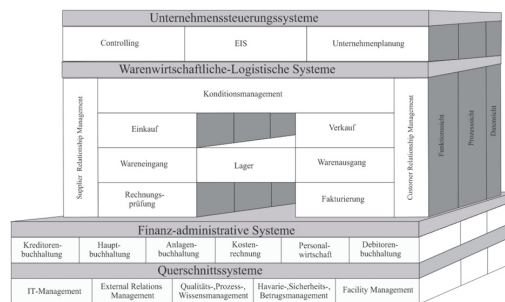 Unternehmenssteuerungssysteme
Controlling
EIS
Unternehmenplanung
Warenwirtschaftliche-Logistische Systeme
Supplier Relationship Management
Konditionsmanagement
Einkauf
Verkauf
Wareneingang
Lager
Warenausgang
Rechnungs-
prüfung
Fakturierung
Customer Relationship Management
Funktionssicht
Prozesssicht
Datensicht
Finanz-administrative Systeme
Kreditoren-
buchhaltung
Haupt-
buchhaltung
Anlagen-
buchhaltung
Kosten-
rechnung
Personal-
wirtschaft
Debitoren-
buchhaltung
Querschnittssysteme
IT-Management
External Relations
Management
Qualitäts-,Prozess-,
Wissensmanagement
Havarie-,Sicherheits-,
Betrugsmanagement
Facility Management